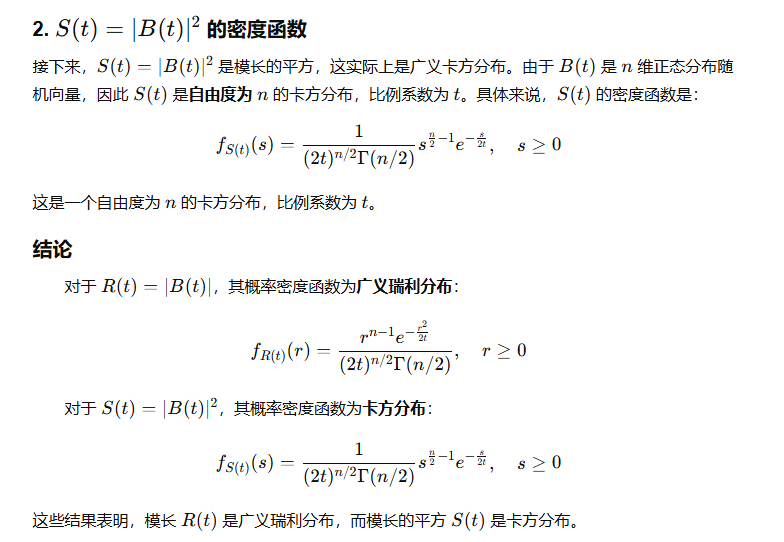 2. S(t) = |B(t)|² 的密度函数
接下来，S(t) = |B(t)|² 是模长的平方，这实际上是广义卡方分布。由于 B(t) 是 n 维正态分布随
机向量，因此 S(t) 是自由度为 n 的卡方分布，比例系数为 t。具体来说，S(t) 的密度函数是：
f_{S(t)}(s) = \frac{1}{(2t)^{n/2}Γ(n/2)} s^{\frac{n}{2}-1} e^{-\frac{s}{2t}}, s ≥ 0
这是一个自由度为 n 的卡方分布，比例系数为 t。
结论
对于 R(t) = |B(t)|，其概率密度函数为广义瑞利分布：
f_{R(t)}(r) = \frac{r^{n-1}e^{-\frac{r^2}{2t}}}{(2t)^{n/2}Γ(n/2)}, r ≥ 0
对于 S(t) = |B(t)|²，其概率密度函数为卡方分布：
f_{S(t)}(s) = \frac{1}{(2t)^{n/2}Γ(n/2)} s^{\frac{n}{2}-1} e^{-\frac{s}{2t}}, s ≥ 0
这些结果表明，模长 R(t) 是广义瑞利分布，而模长的平方 S(t) 是卡方分布。